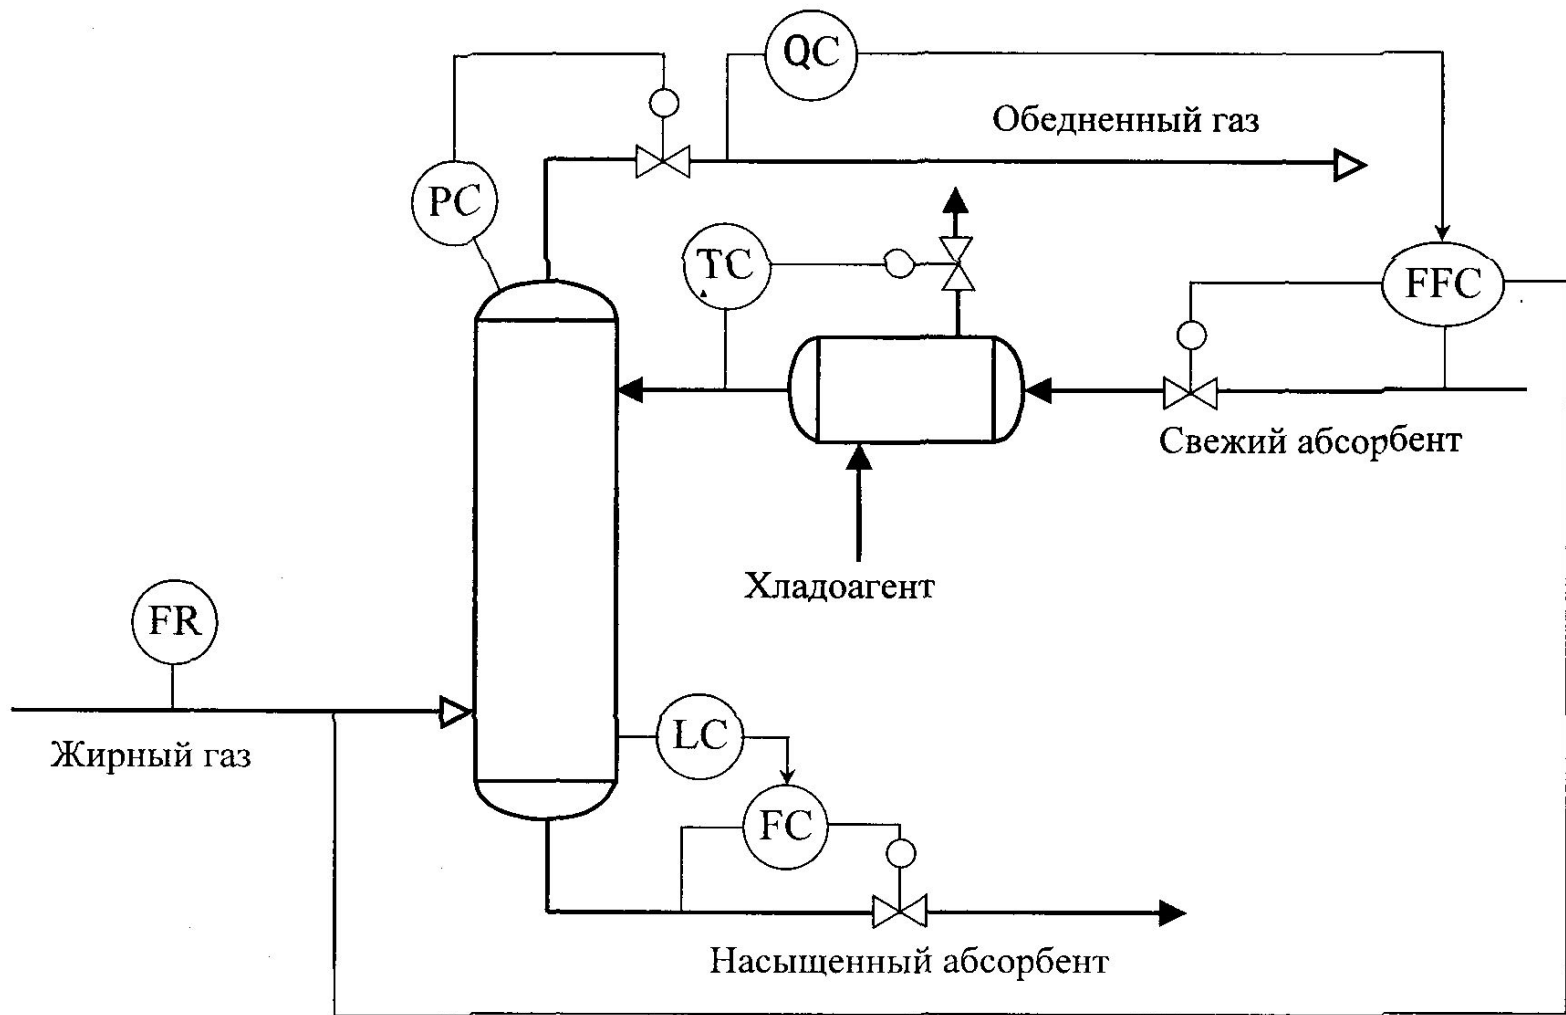 QC
Обедненный газ
PC
TC
FFC
Свежий абсорбент
Хладоагент
FR
Жирный газ
LC
FC
Насыщенный абсорбент